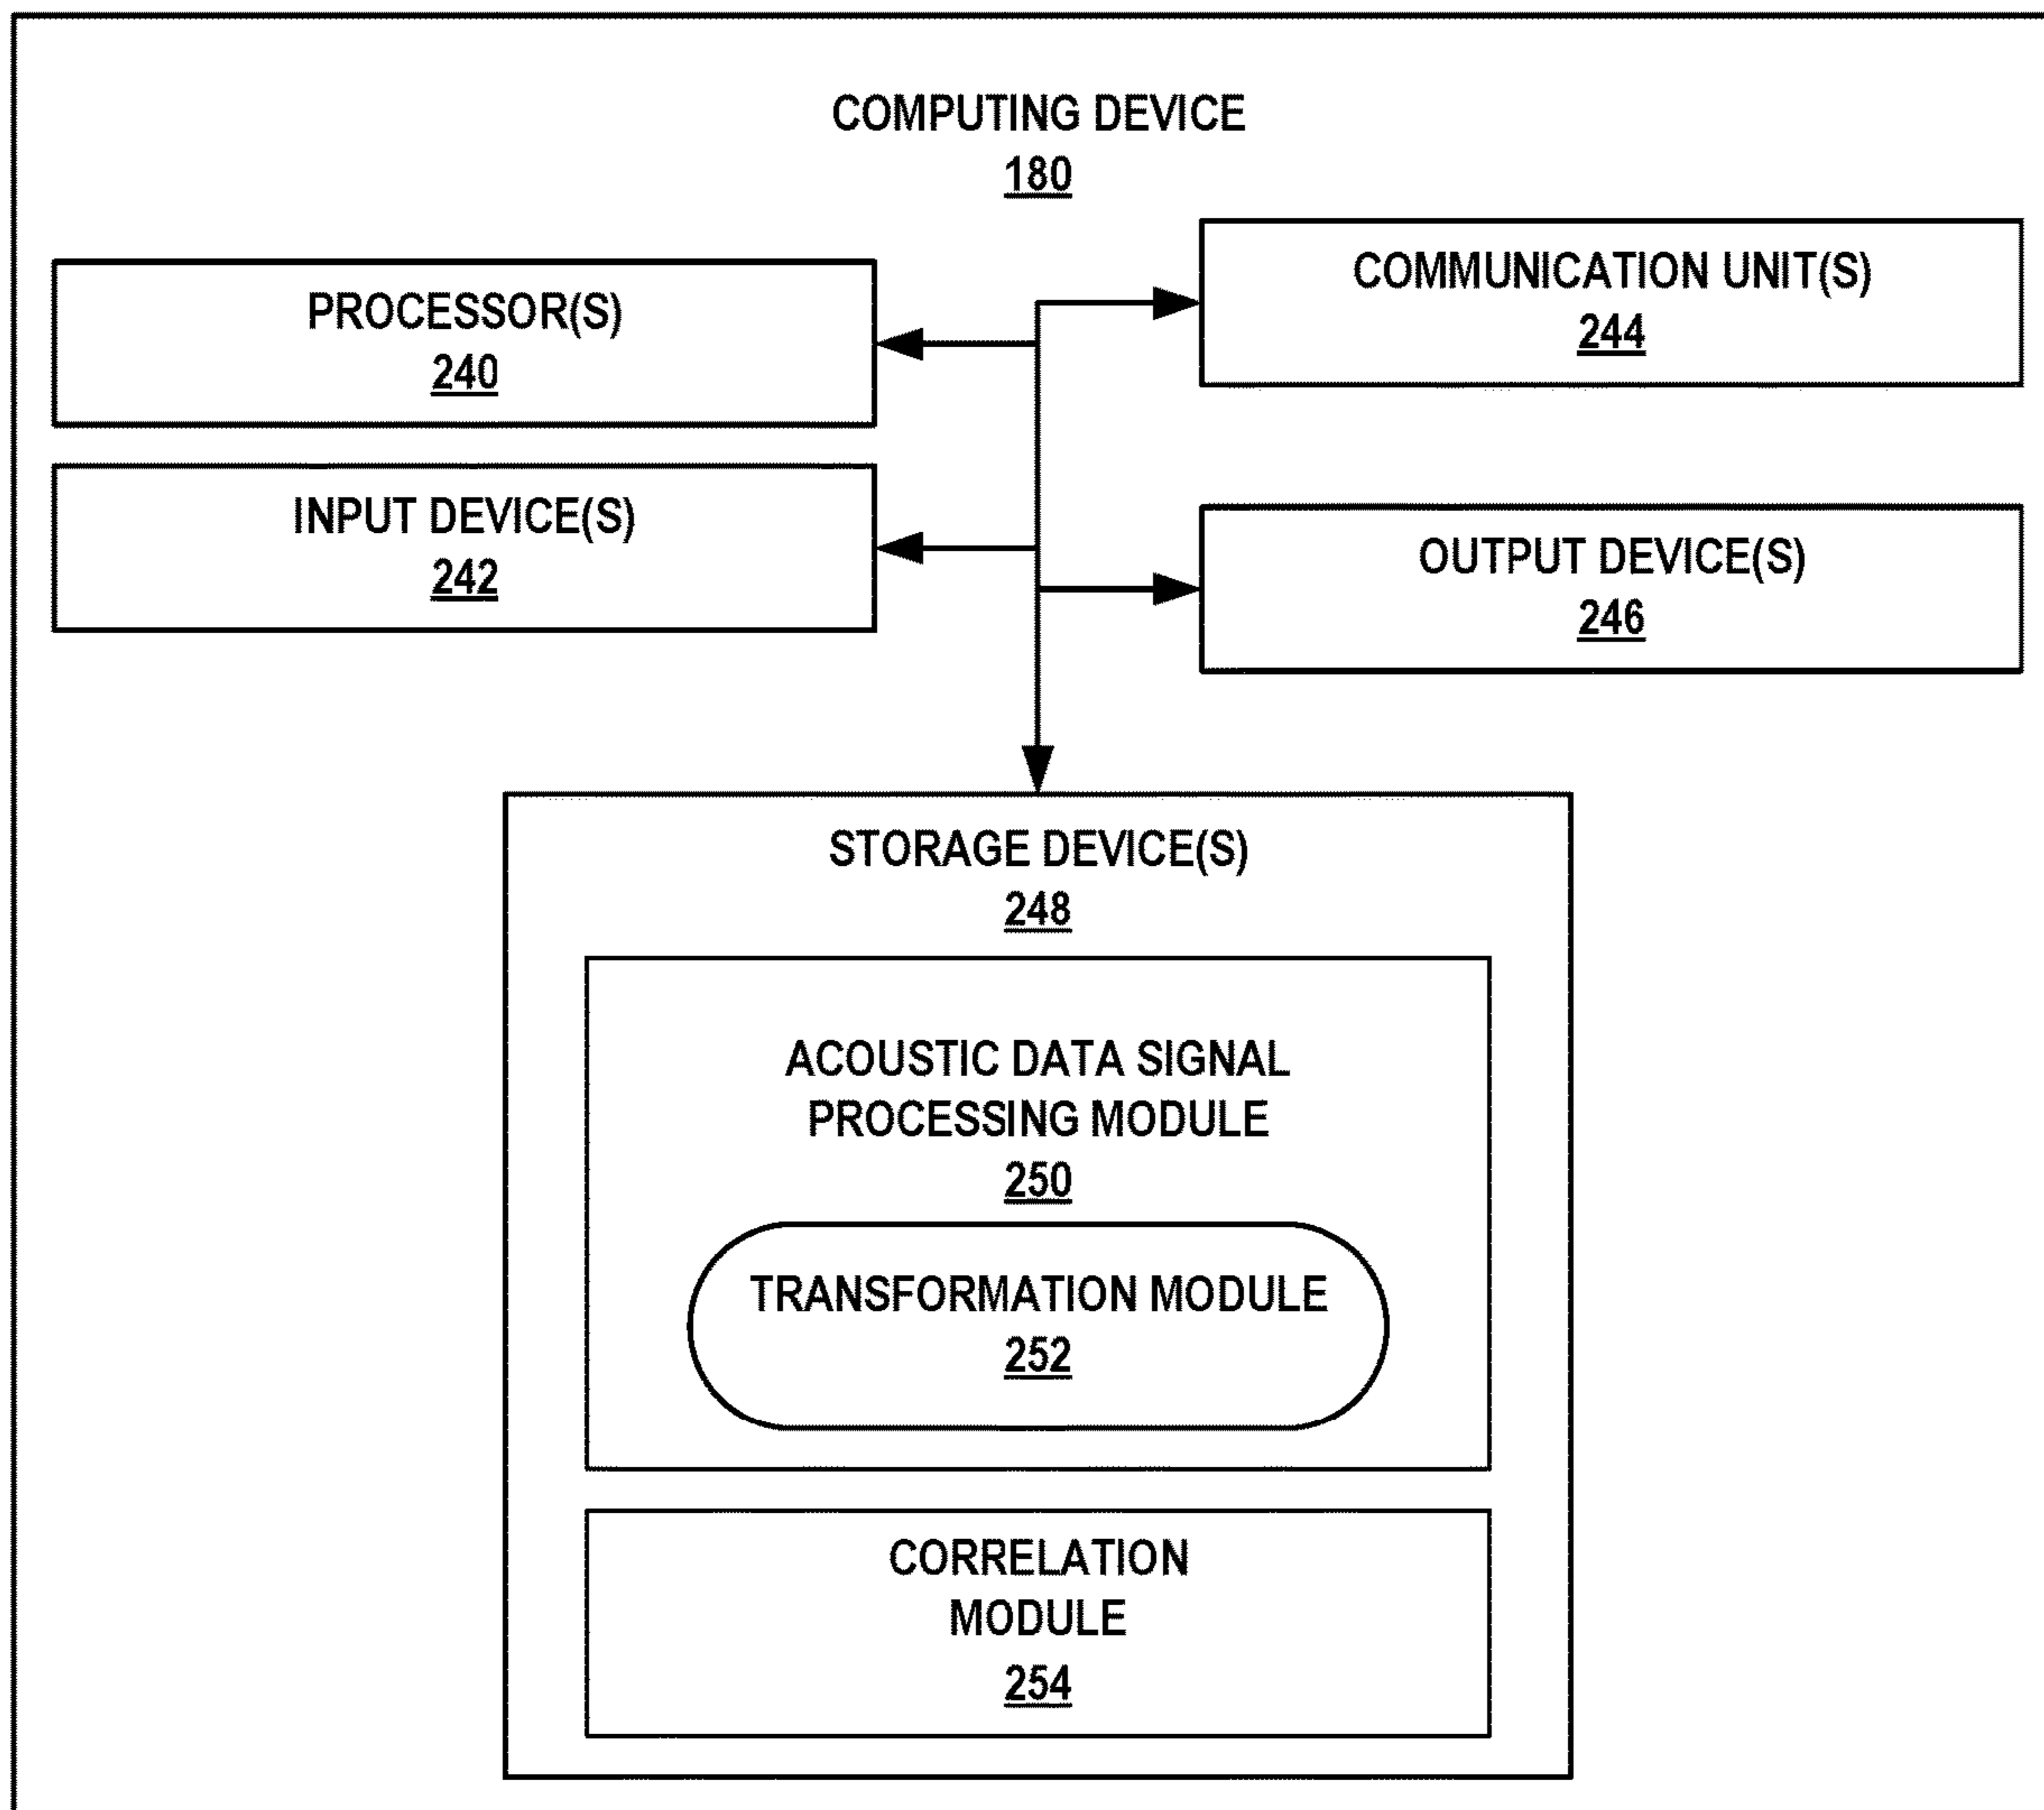 COMPUTING DEVICE
180
PROCESSOR(S)
240
COMMUNICATION UNIT(S)
244
INPUT DEVICE(S)
242
OUTPUT DEVICE(S)
246
STORAGE DEVICE(S)
248
ACOUSTIC DATA SIGNAL
PROCESSING MODULE
250
TRANSFORMATION MODULE
252
CORRELATION
MODULE
254